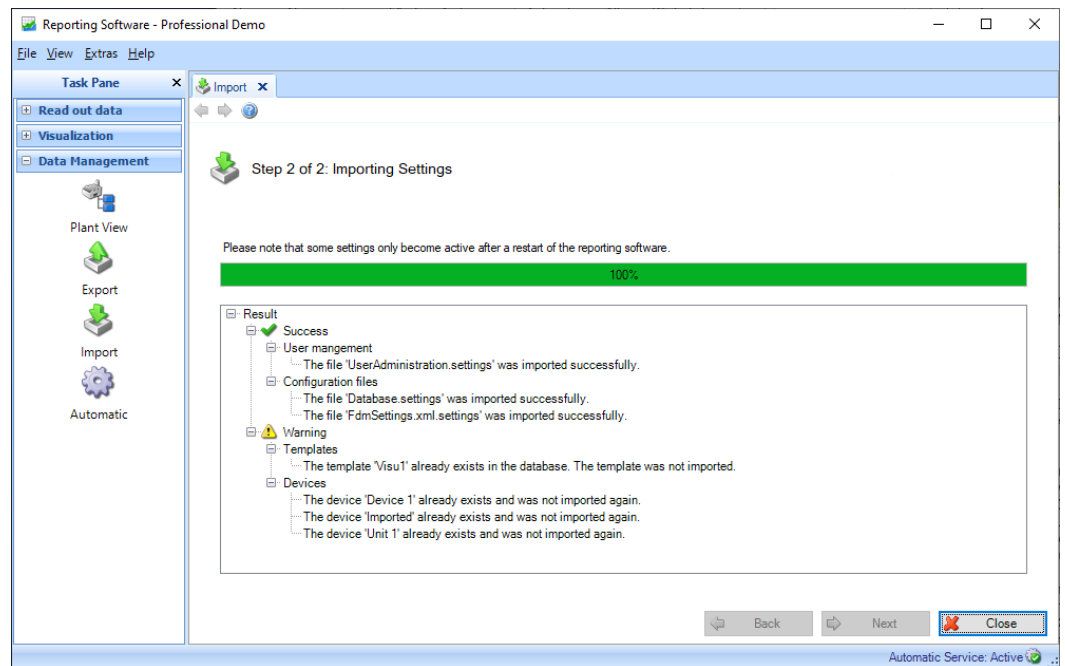 Reporting Software - Professional Demo
File View Extras Help
Task Pane
Import
Read out data
Visualization
Data Management
Step 2 of 2: Importing Settings
Plant View
Please note that some settings only become active after a restart of the reporting software.
100%
Export
Result
Success
Import
User mangement
The file 'UserAdministration.settings' was imported successfully.
Configuration files
The file 'Database.settings' was imported successfully.
Automatic
The file 'FdmSettings.xml.settings' was imported successfully.
Warning
Templates
The template 'Visu1' already exists in the database. The template was not imported.
Devices
The device 'Device 1' already exists and was not imported again.
The device 'Imported' already exists and was not imported again.
The device 'Unit 1' already exists and was not imported again.
Back Next Close
Automatic Service: Active